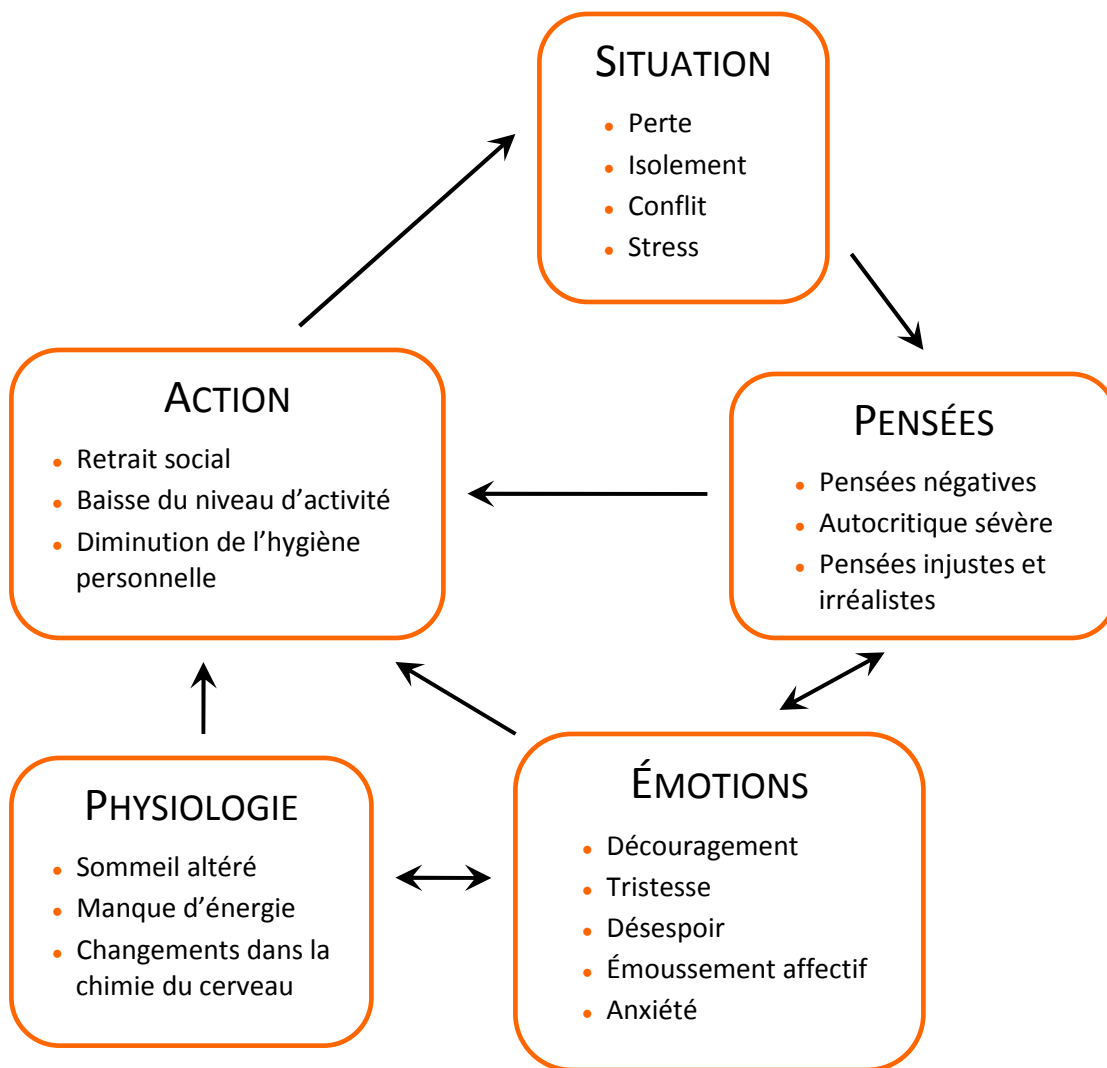 SITUATION
• Perte
• Isolement
• Conflit
• Stress
ACTION
• Retrait social
• Baisse du niveau d’activité
• Diminution de l’hygiène
personnelle
PENSÉES
• Pensées négatives
• Autocritique sévère
• Pensées injustes et
irréalistes
PHYSIOLOGIE
• Sommeil altéré
• Manque d’énergie
• Changements dans la
chimie du cerveau
ÉMOTIONS
• Découragement
• Tristesse
• Désespoir
• Émoussement affectif
• Anxiété